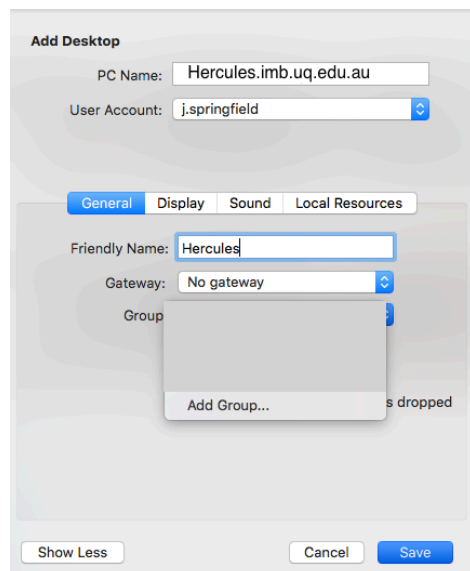 Add Desktop
PC Name: Hercules.imb.uq.edu.au
User Account: j.springfield
General Display Sound Local Resources
Friendly Name: Hercules
Gateway: No gateway
Group
Add Group... s dropped
Show Less Cancel Save